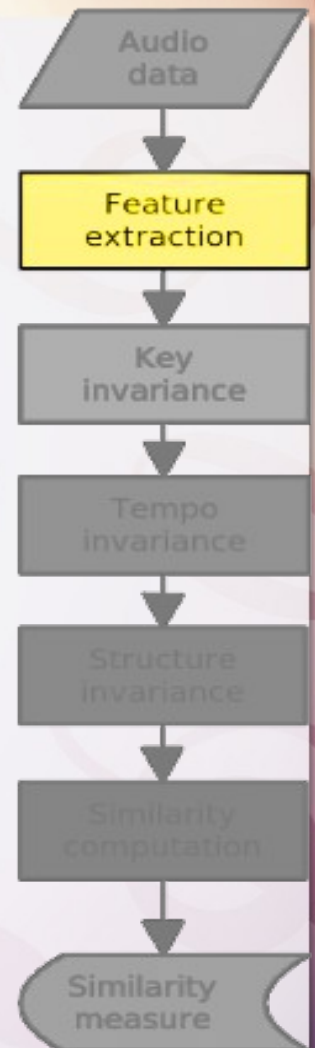 Audio
data
Feature
extraction
Key
invariance
Tempo
invariance
Structure
invariance
Similarity
computation
Similarity
measure